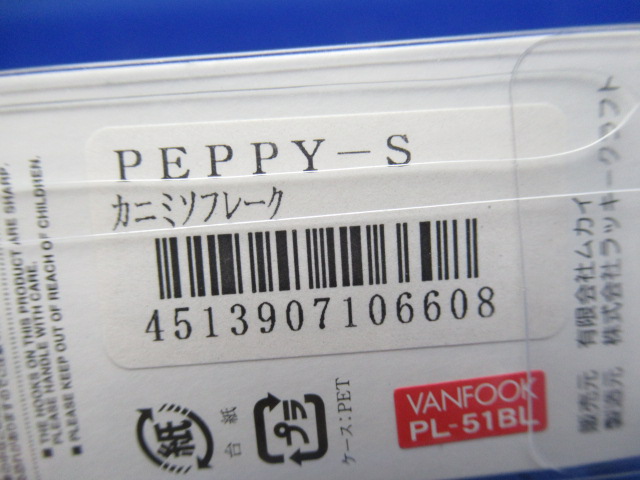 PEPPY－S
カニミソフレーク
4513907106608
■ THE HOOKS ON THIS PRODUCT ARE SHARP.
PLEASE HANDLE WITH CARE.
■ PLEASE KEEP OUT OF REACH OF CHILDREN.
紙
台紙
プラ
ケース:PET
VANFOOK
PL-51BL
販売元 有限会社ムカイ
製造元 株式会社ラッキークラフト